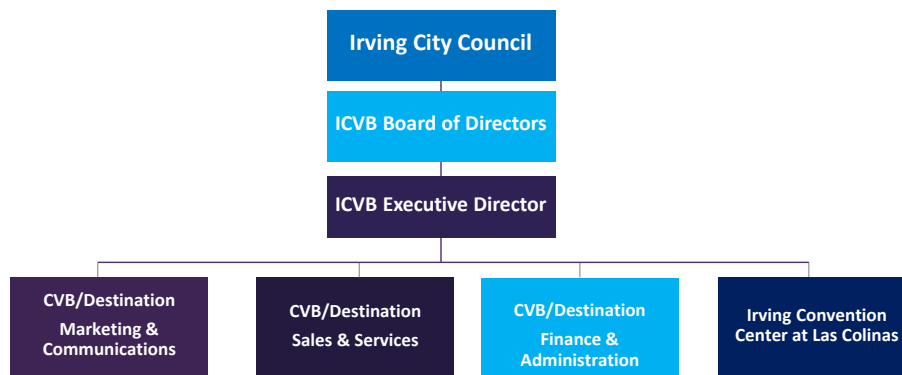 Irving City Council
ICVB Board of Directors
ICVB Executive Director
CVB/Destination
Marketing &
Communications
CVB/Destination
Sales & Services
CVB/Destination
Finance &
Administration
Irving Convention
Center at Las Colinas